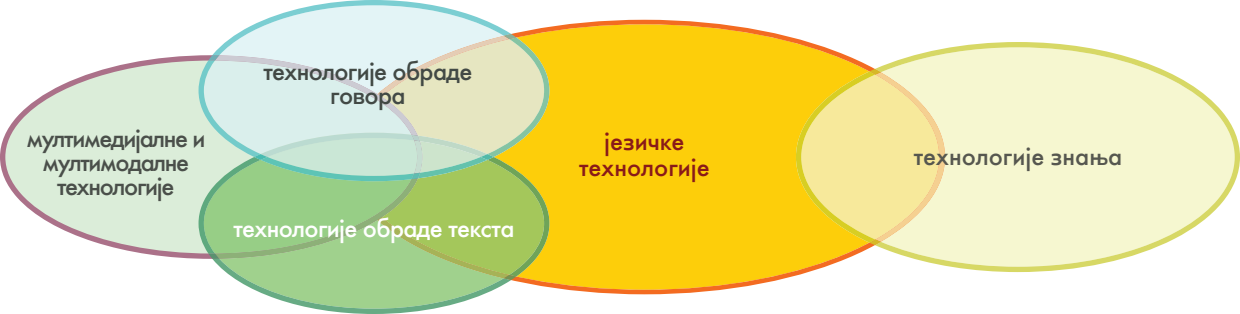 технологије обраде
говора
мултимедијалне и
мултимодалне
технологије
језичке
технологије
технологије знања
технологије обраде текста